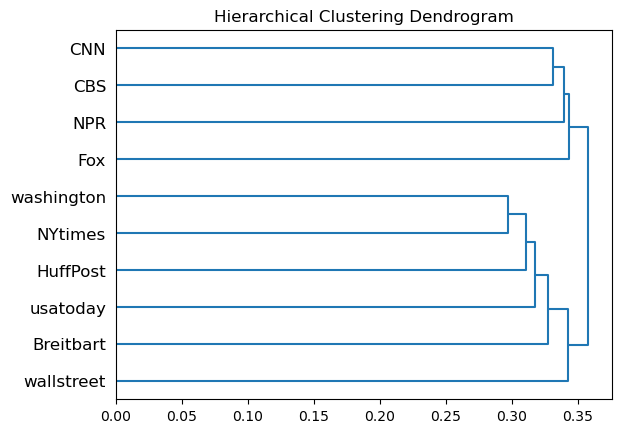 Hierarchical Clustering Dendrogram
CNN
CBS
NPR
Fox
washington
NYtimes
HuffPost
usatoday
Breitbart
wallstreet
0.00 0.05 0.10 0.15 0.20 0.25 0.30 0.35